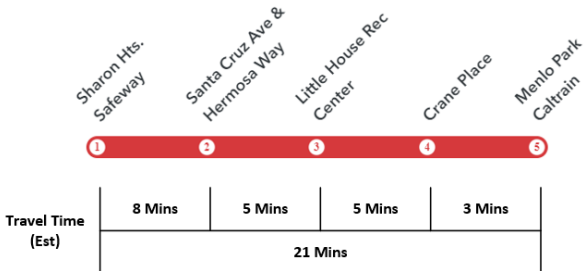 Sharon Hts.
Safeway
Santa Cruz Ave &
Hermosa Way
Little House Rec
Center
Crane Place
Menlo Park
Caltrain
1 2 3 4 5
Travel Time
(Est)
8 Mins 5 Mins 5 Mins 3 Mins
21 Mins